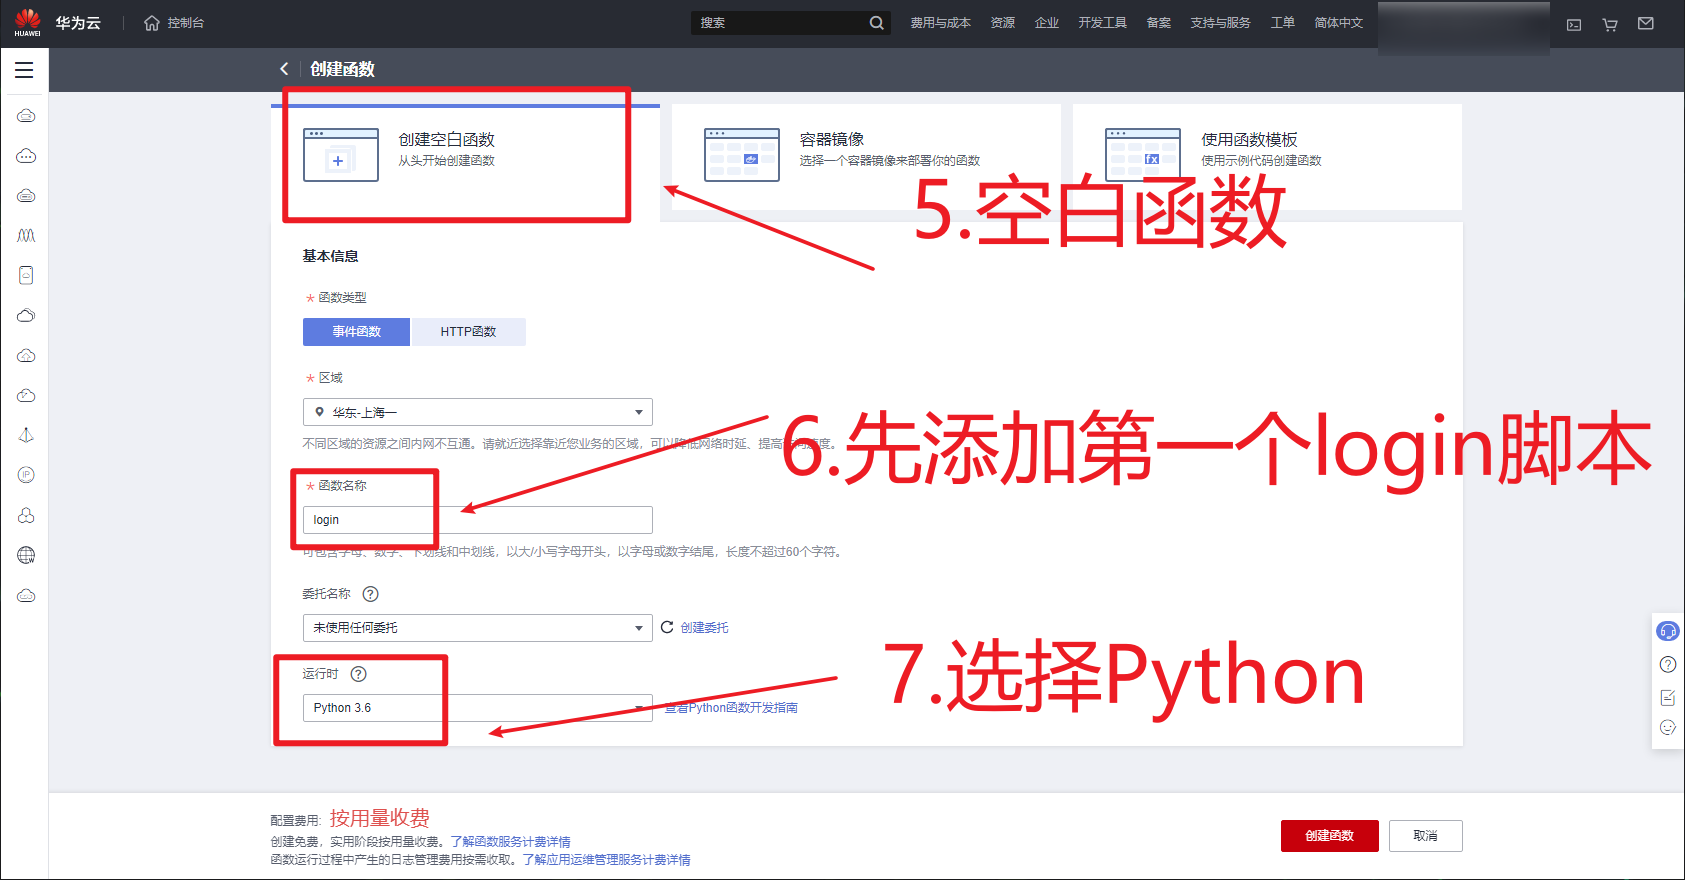 HUAWEI
华为云
控制台
搜索
费用与成本 资源 企业 开发工具 备案 支持与服务 工单 简体中文
创建函数
创建空白函数
从头开始创建函数
容器镜像
选择一个容器镜像来部署你的函数
使用函数模板
使用示例代码创建函数
5.空白函数
基本信息
* 函数类型
事件函数 HTTP函数
* 区域
华东-上海一
不同区域的资源之间内网不互通。请就近选择靠近您业务的区域，可以降低网络时延、提高访问速度。
6.先添加第一个login脚本
* 函数名称
login
可包含字母、数字、下划线和中划线，以大/小写字母开头，以字母或数字结尾，长度不超过60个字符。
委托名称 ?
未使用任何委托 创建委托
7.选择Python
运行时 ?
Python 3.6 查看Python函数开发指南
配置费用: 按用量收费
创建免费，实用阶段按用量收费。了解函数服务计费详情
函数运行过程中产生的日志管理费用按需收取。了解应用运维管理服务计费详情
创建函数 取消